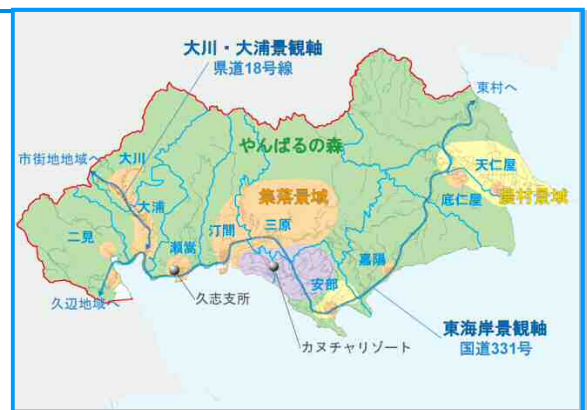 大川・大浦景観軸
県道18号線
東村へ
やんばるの森
市街地地域へ
大川
天仁屋
大浦
集落景域
底仁屋
農村景域
二見
瀬嵩
汀間
三原
嘉陽
安部
久辺地域へ
久志支所
東海岸景観軸
カヌチャリゾート
国道331号